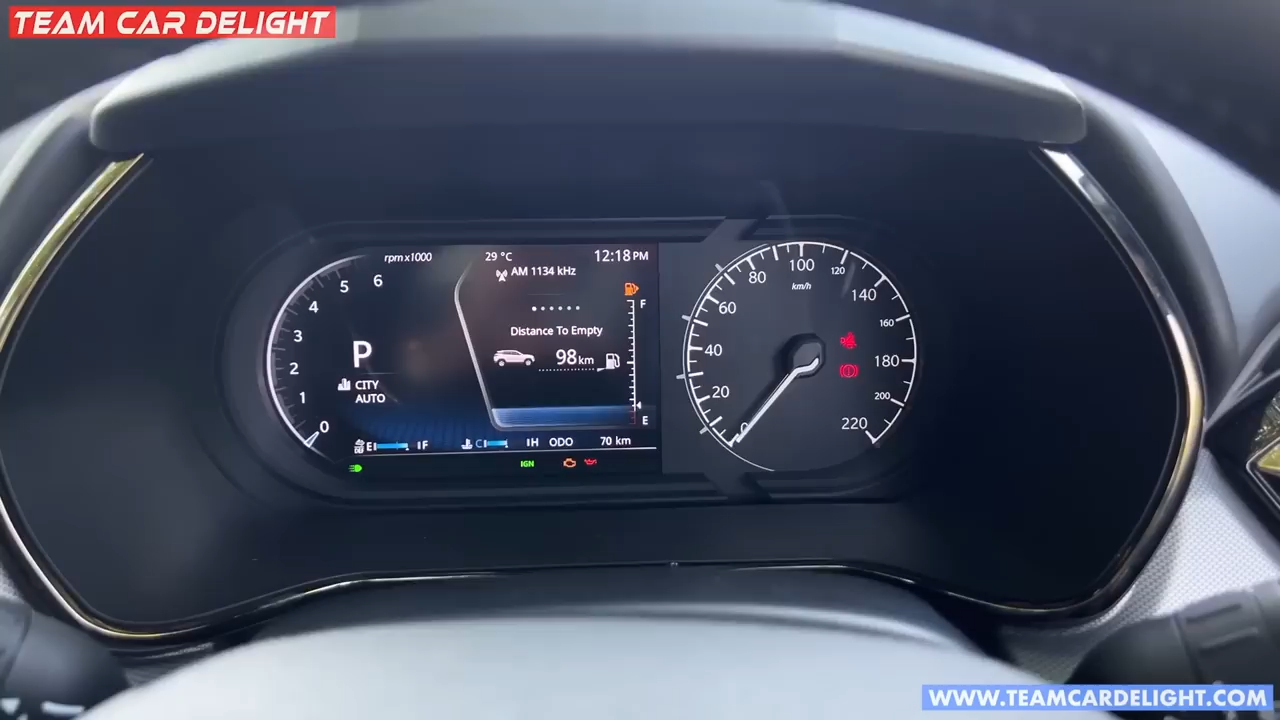 TEAM CAR DELIGHT
rpm x1000
29 °C
12:18 PM
AM 1134 kHz
6
5
4
3
2
1
0
P
CITY
AUTO
Distance To Empty
98 km
F
E
DEF
E
F
C
H
ODO
70 km
IGN
0
20
40
60
80
100
120
140
160
180
200
220
km/h
WWW.TEAMCARDELIGHT.COM